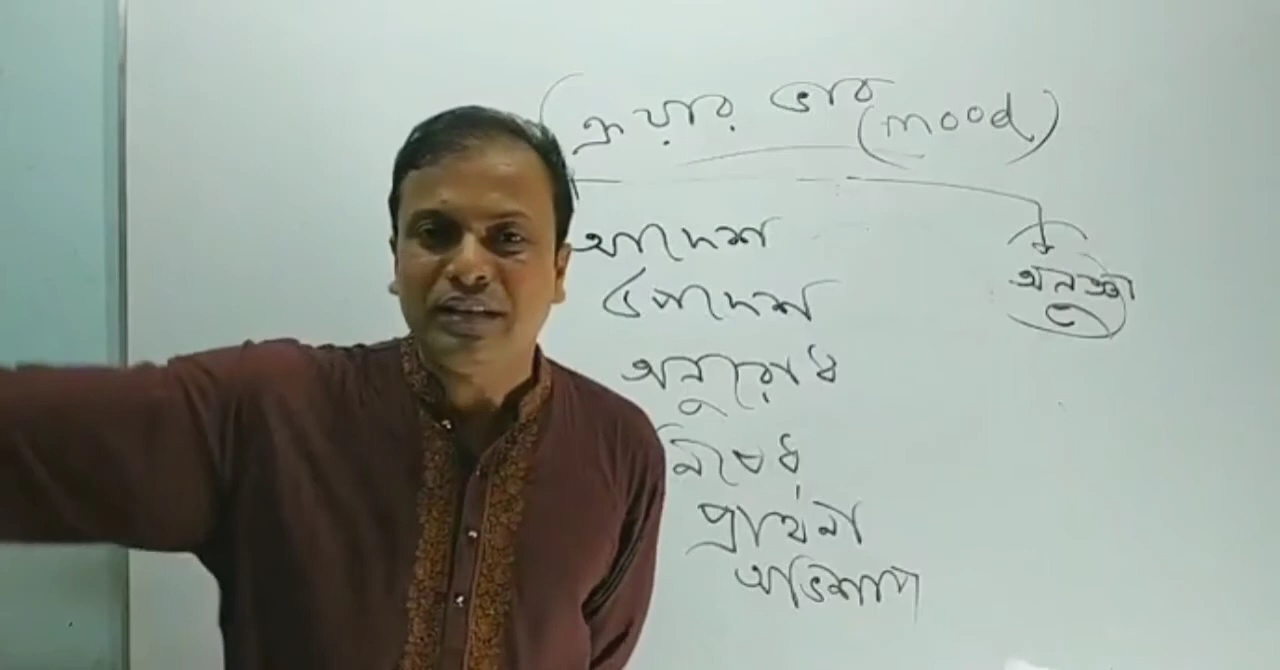 ক্রিয়ার ভাব (mood)
আদেশ
অনুজ্ঞা
উপদেশ
অনুরোধ
নিষেধ
প্রার্থনা
অভিশাপ